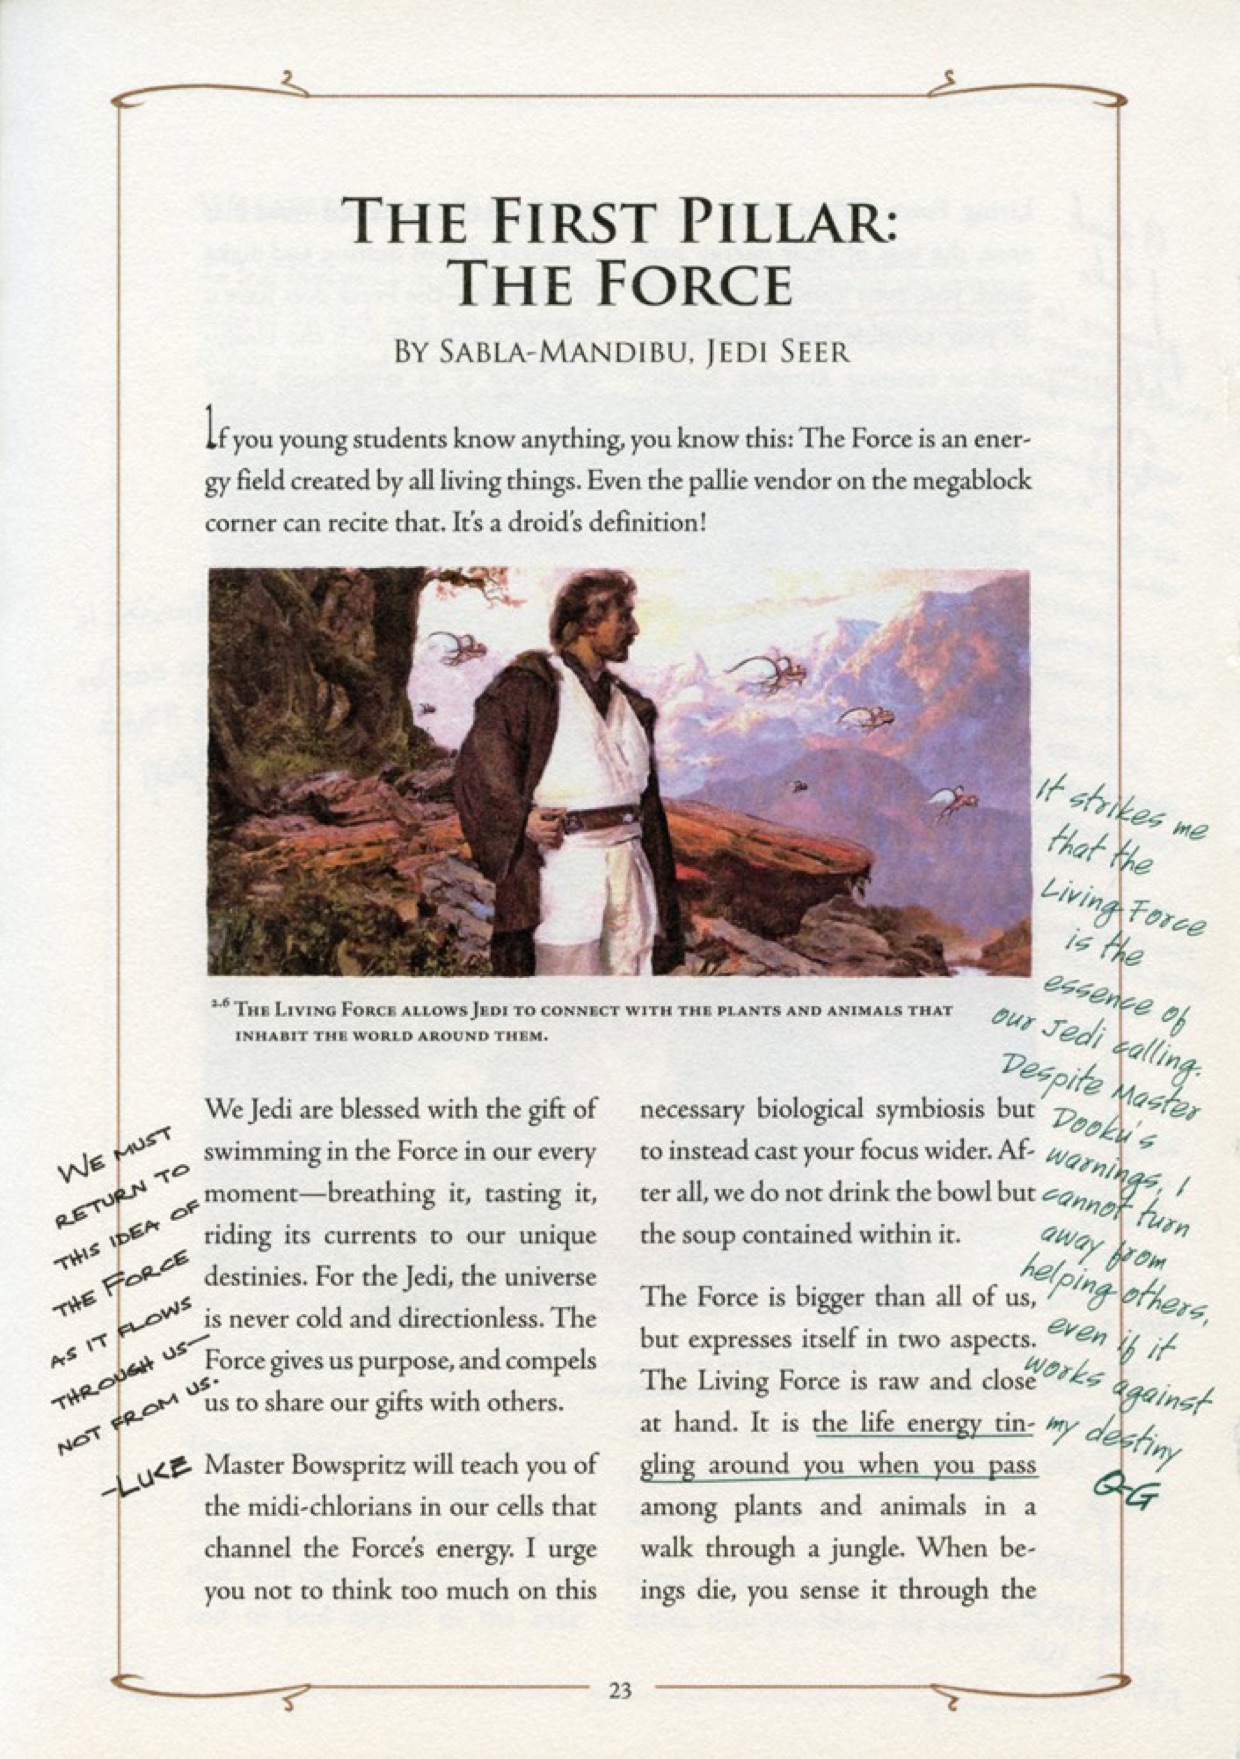 THE FIRST PILLAR:
THE FORCE
BY SABLA-MANDIBU, JEDI SEER
If you young students know anything, you know this: The Force is an ener-
gy field created by all living things. Even the pallie vendor on the megablock
corner can recite that. It's a droid's definition!
2.6 THE LIVING FORCE ALLOWS JEDI TO CONNECT WITH THE PLANTS AND ANIMALS THAT
INHABIT THE WORLD AROUND THEM.
We Jedi are blessed with the gift of
swimming in the Force in our every
moment—breathing it, tasting it,
riding its currents to our unique
destinies. For the Jedi, the universe
is never cold and directionless. The
Force gives us purpose, and compels
us to share our gifts with others.
Master Bowspritz will teach you of
the midi-chlorians in our cells that
channel the Force's energy. I urge
you not to think too much on this
necessary biological symbiosis but
to instead cast your focus wider. Af-
ter all, we do not drink the bowl but
the soup contained within it.
The Force is bigger than all of us,
but expresses itself in two aspects.
The Living Force is raw and close
at hand. It is the life energy tin-
gling around you when you pass
among plants and animals in a
walk through a jungle. When be-
ings die, you sense it through the
WE MUST
RETURN TO
THIS IDEA OF
THE FORCE
AS IT FLOWS
THROUGH US—
NOT FROM US.
-LUKE
It strikes me
that the
Living Force
is the
essence of
our Jedi calling.
Despite Master
Dooku's
warnings, I
cannot turn
away from
helping others,
even if it
works against
my destiny
Q-G
23